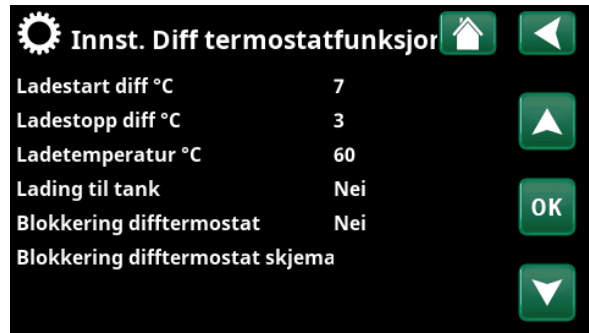 Innst. Diff termostatfunksjor
Ladestart diff °C 7
Ladestopp diff °C 3
Ladetemperatur °C 60
Lading til tank Nei
Blokkering difftermostat Nei
OK
Blokkering difftermostat skjema